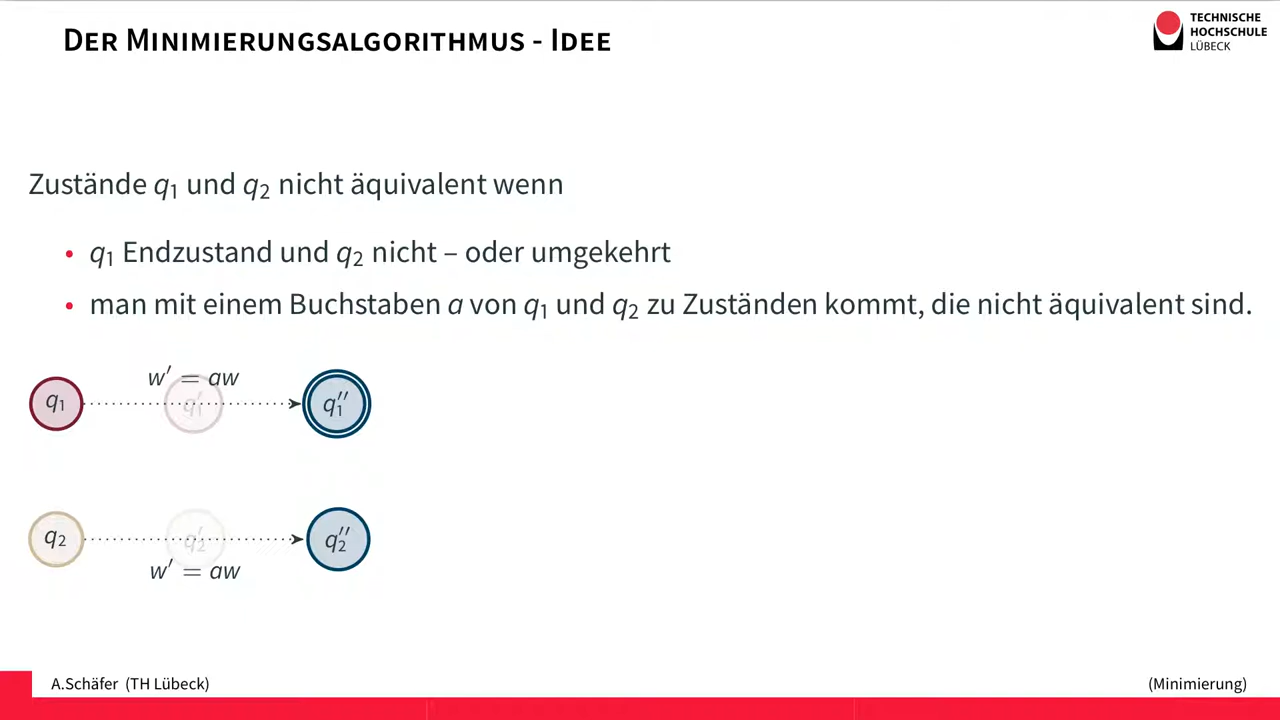 DER MINIMIERUNGSALGORITHMUS - IDEE
TECHNISCHE
HOCHSCHULE
LÜBECK
Zustände q₁ und q₂ nicht äquivalent wenn
• q₁ Endzustand und q₂ nicht – oder umgekehrt
• man mit einem Buchstaben a von q₁ und q₂ zu Zuständen kommt, die nicht äquivalent sind.
w′ = aw
q₁ q₁′ q₁′′
q₂ q₂′ q₂′′
w′ = aw
A.Schäfer (TH Lübeck) (Minimierung)